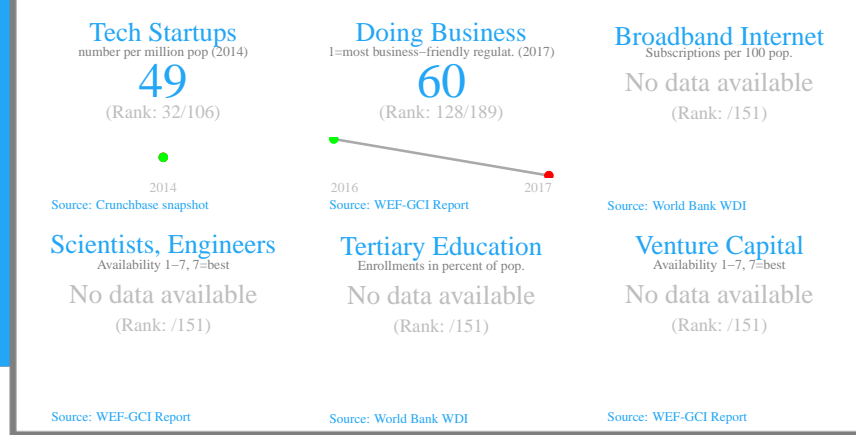 Tech Startups
number per million pop (2014)
49
(Rank: 32/106)
2014
Source: Crunchbase snapshot
Doing Business
1=most business−friendly regulat. (2017)
60
(Rank: 128/189)
2016 2017
Source: WEF-GCI Report
Broadband Internet
Subscriptions per 100 pop.
No data available
(Rank: /151)
Source: World Bank WDI
Scientists, Engineers
Availability 1−7, 7=best
No data available
(Rank: /151)
Source: WEF-GCI Report
Tertiary Education
Enrollments in percent of pop.
No data available
(Rank: /151)
Source: World Bank WDI
Venture Capital
Availability 1−7, 7=best
No data available
(Rank: /151)
Source: WEF-GCI Report